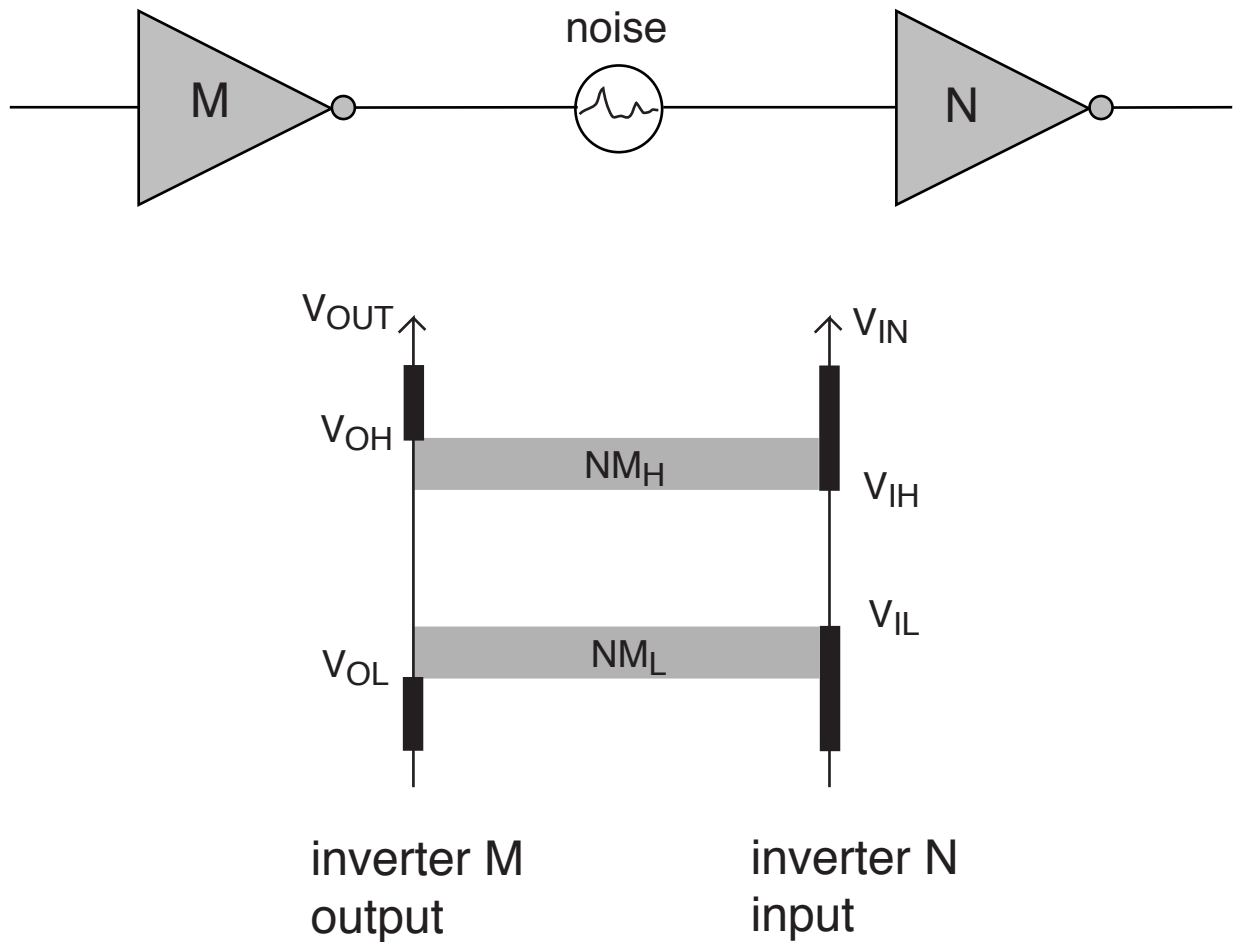 noise
M
N
VOUT
VIN
VOH
NMH
VIH
VIL
NML
VOL
inverter M
output
inverter N
input